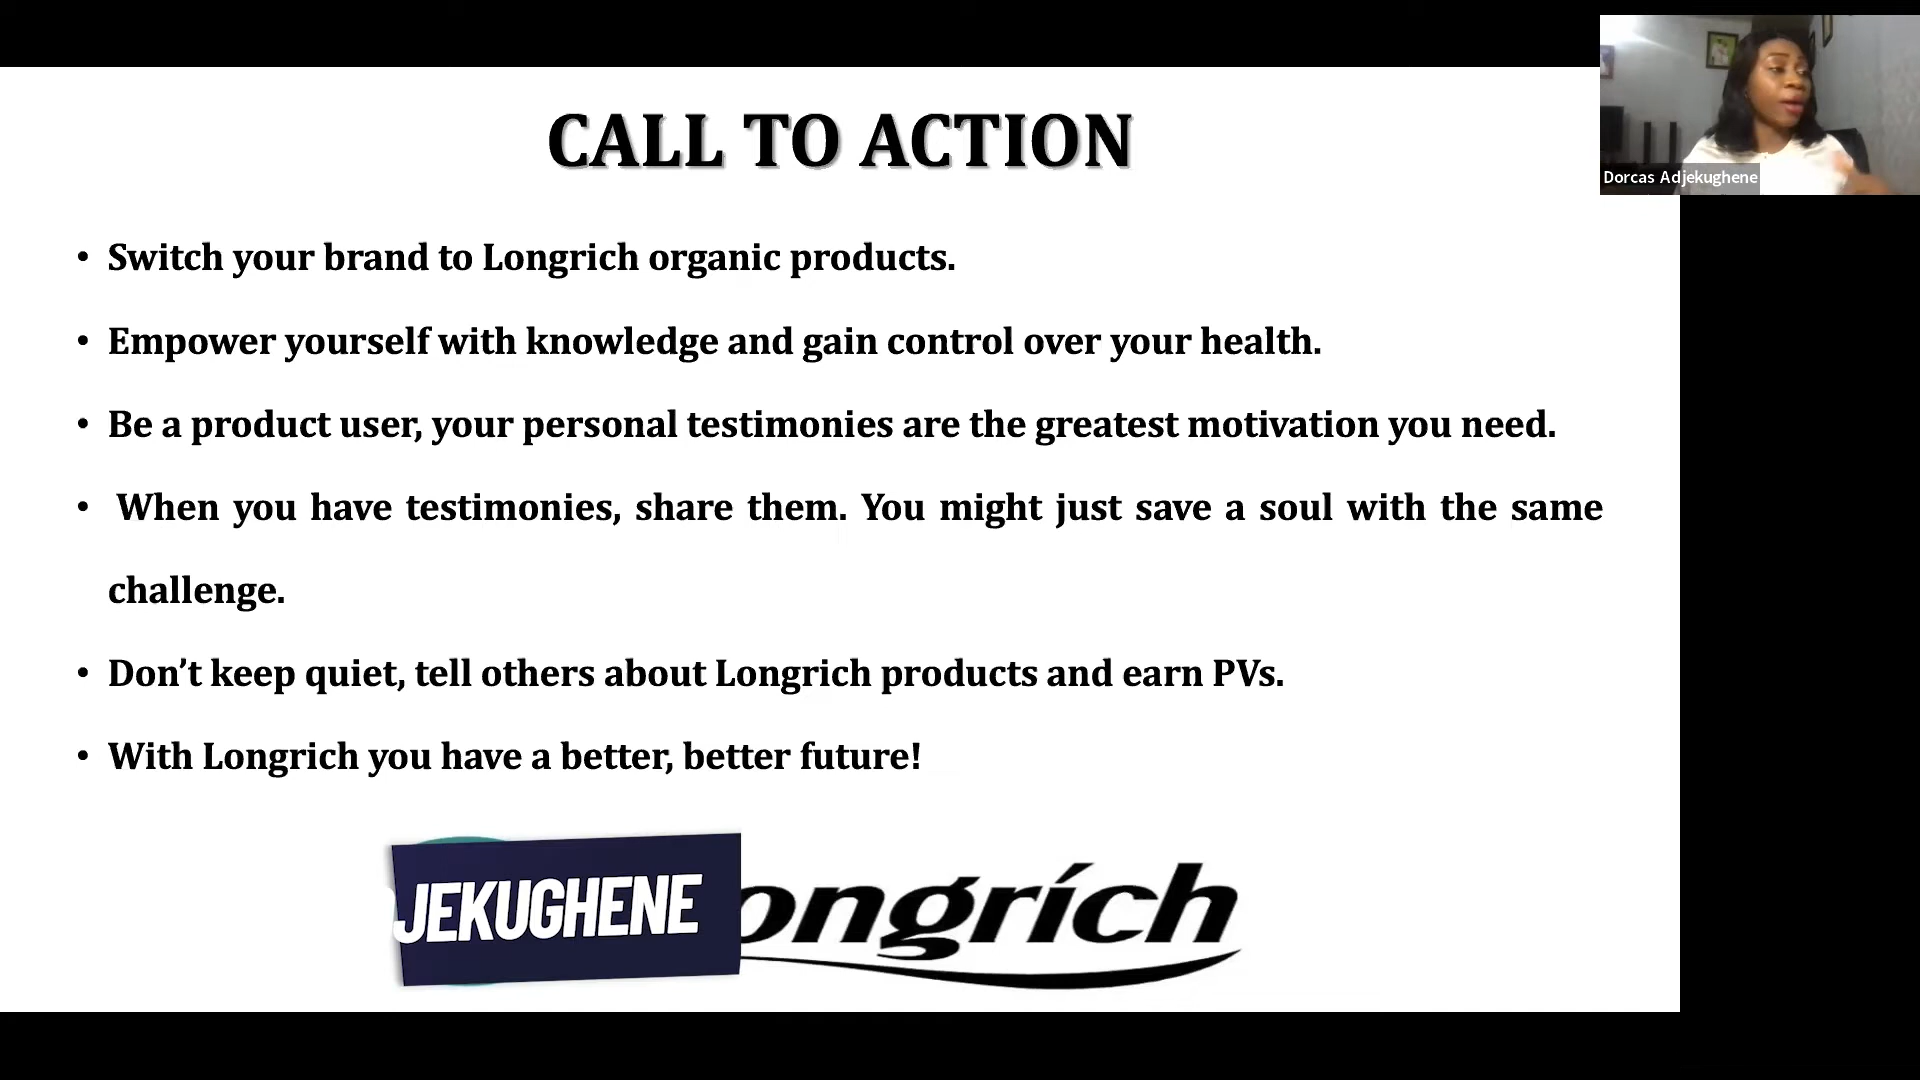 CALL TO ACTION
Dorcas Adjekughene
• Switch your brand to Longrich organic products.
• Empower yourself with knowledge and gain control over your health.
• Be a product user, your personal testimonies are the greatest motivation you need.
• When you have testimonies, share them. You might just save a soul with the same
challenge.
• Don’t keep quiet, tell others about Longrich products and earn PVs.
• With Longrich you have a better, better future!
JEKUGHENE
ongrích